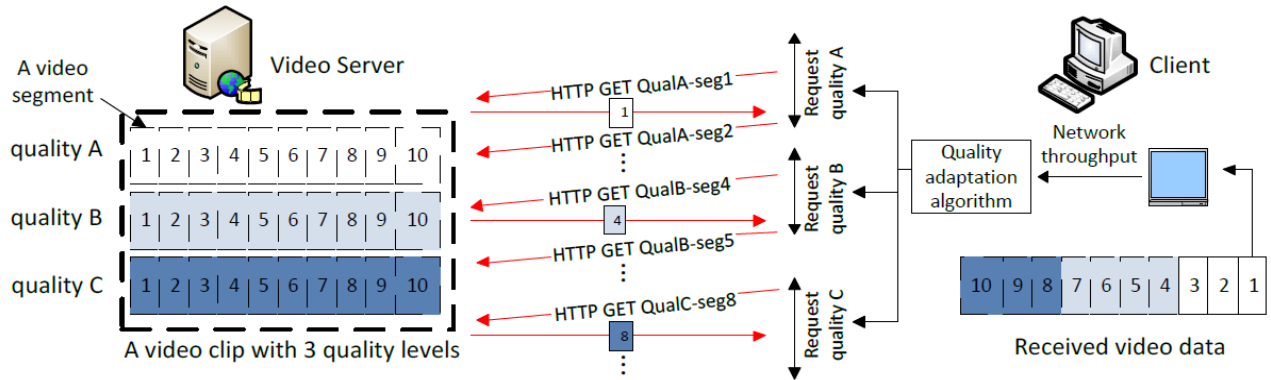 Video Server
A video
segment
quality A
1 2 3 4 5 6 7 8 9 10
quality B
1 2 3 4 5 6 7 8 9 10
quality C
1 2 3 4 5 6 7 8 9 10
A video clip with 3 quality levels
HTTP GET QualA-seg1
1
HTTP GET QualA-seg2
HTTP GET QualB-seg4
4
HTTP GET QualB-seg5
HTTP GET QualC-seg8
8
Request
quality A
Request
quality B
Request
quality C
Quality
adaptation
algorithm
Network
throughput
Client
10 9 8 7 6 5 4 3 2 1
Received video data